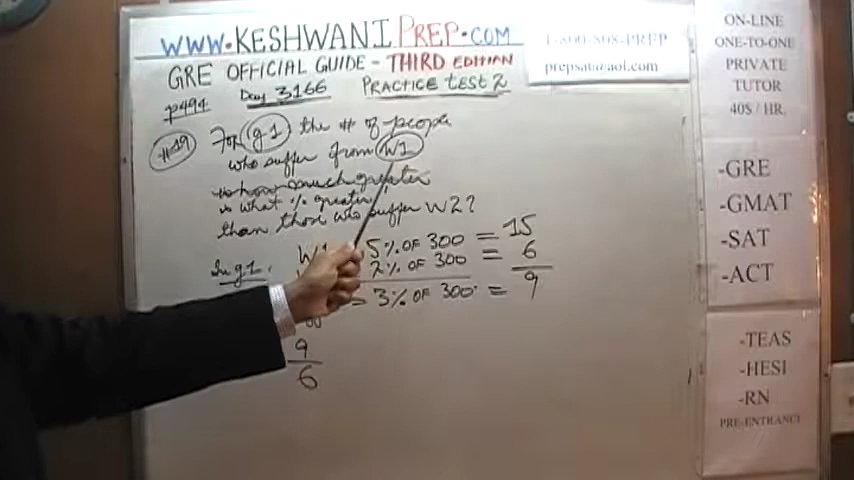 WWW.KESHWANIPREP.COM
GRE OFFICIAL GUIDE - THIRD EDITION
P494 Day 3166 PRACTICE TEST 2
#19 For g-1 the # of people
who suffer from W1
is what % greater
than those who suffer W2?
In g1, W1 5% OF 300 = 15
2% OF 300 = 6
= 3% OF 300 = 9
9
6
1-800-808-PREP
prepsat@aol.com
ON-LINE
ONE-TO-ONE
PRIVATE
TUTOR
40$ / HR.
-GRE
-GMAT
-SAT
-ACT
-TEAS
-HESI
-RN
PRE-ENTRANCE